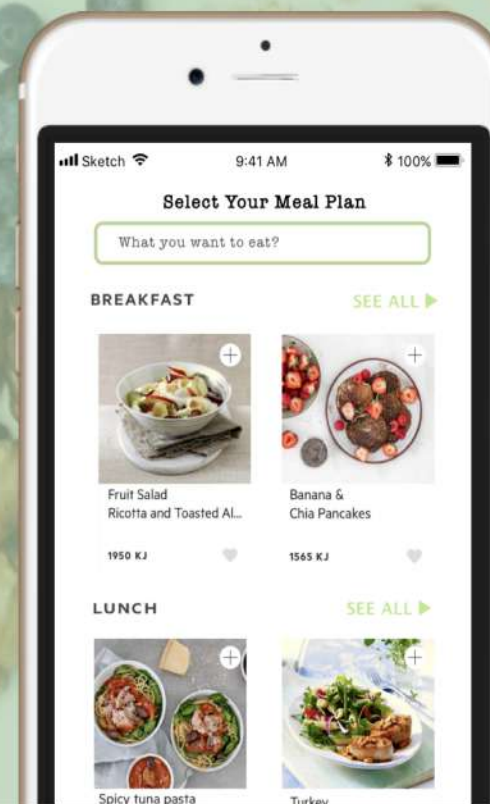 Sketch 9:41 AM 100%
Select Your Meal Plan
What you want to eat?
BREAKFAST SEE ALL
Fruit Salad
Ricotta and Toasted Al...
1950 KJ
Banana &
Chia Pancakes
1565 KJ
LUNCH SEE ALL
Spicy tuna pasta
Turkey